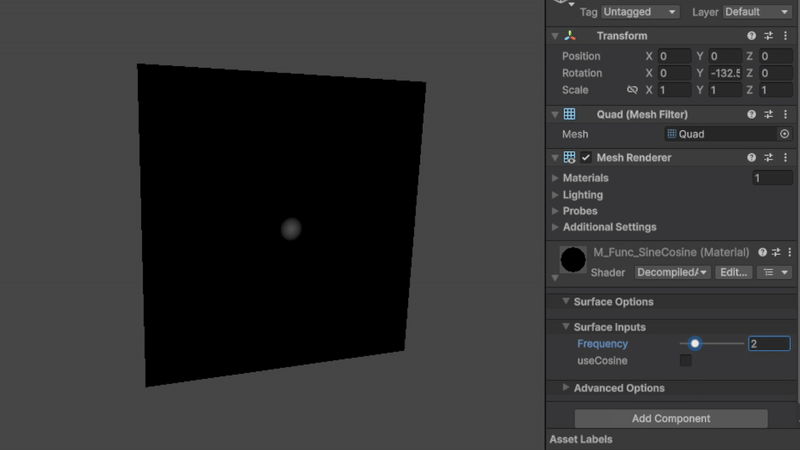 Tag Untagged Layer Default
Transform
Position X 0 Y 0 Z 0
Rotation X 0 Y -132.5 Z 0
Scale X 1 Y 1 Z 1
Quad (Mesh Filter)
Mesh Quad
Mesh Renderer
Materials 1
Lighting
Probes
Additional Settings
M_Func_SineCosine (Material)
Shader Decompiled/ Edit...
Surface Options
Surface Inputs
Frequency 2
useCosine
Advanced Options
Add Component
Asset Labels